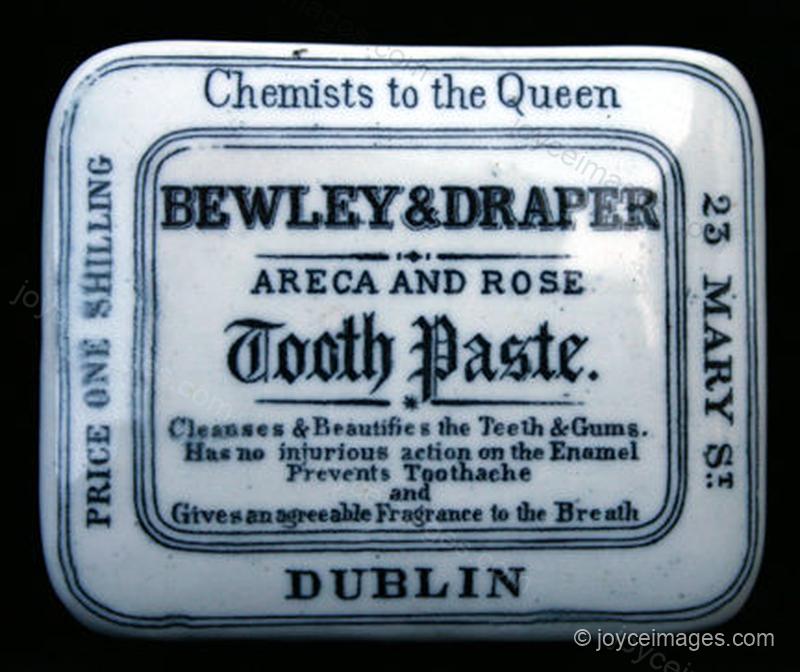 Chemists to the Queen
PRICE ONE SHILLING
BEWLEY & DRAPER
ARECA AND ROSE
Tooth Paste.
Cleanses & Beautifies the Teeth & Gums.
Has no injurious action on the Enamel
Prevents Toothache
and
Gives an agreeable Fragrance to the Breath
23 MARY ST.
DUBLIN
© joyceimages.com